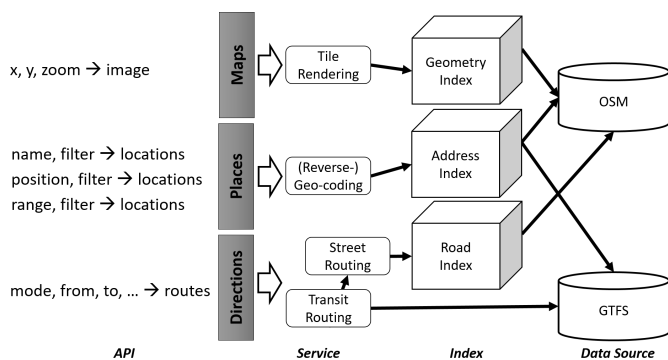 x, y, zoom → image
Maps
Tile
Rendering
Geometry
Index
OSM
name, filter → locations
position, filter → locations
range, filter → locations
Places
(Reverse-)
Geo-coding
Address
Index
mode, from, to, ... → routes
Directions
Street
Routing
Transit
Routing
Road
Index
GTFS
API
Service
Index
Data Source